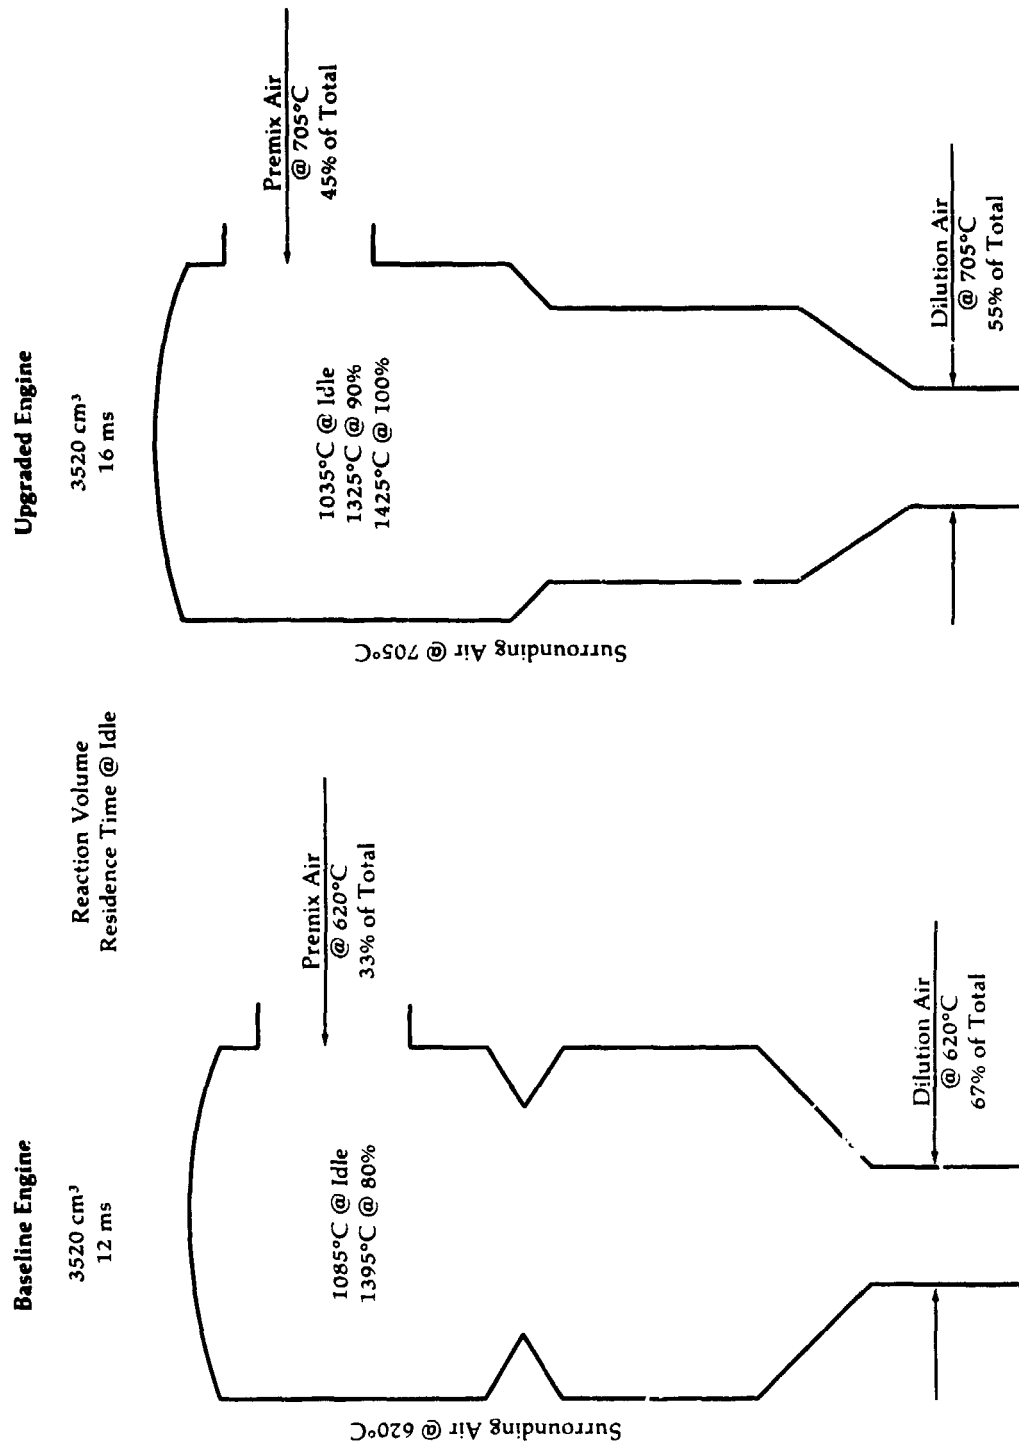 Baseline Engine
3520 cm³
12 ms
Reaction Volume
Residence Time @ Idle
Upgraded Engine
3520 cm³
16 ms
Surrounding Air @ 620°C
1085°C @ Idle
1395°C @ 80%
Premix Air
@ 620°C
33% of Total
Dilution Air
@ 620°C
67% of Total
Surrounding Air @ 705°C
1035°C @ Idle
1325°C @ 90%
1425°C @ 100%
Premix Air
@ 705°C
45% of Total
Dilution Air
@ 705°C
55% of Total